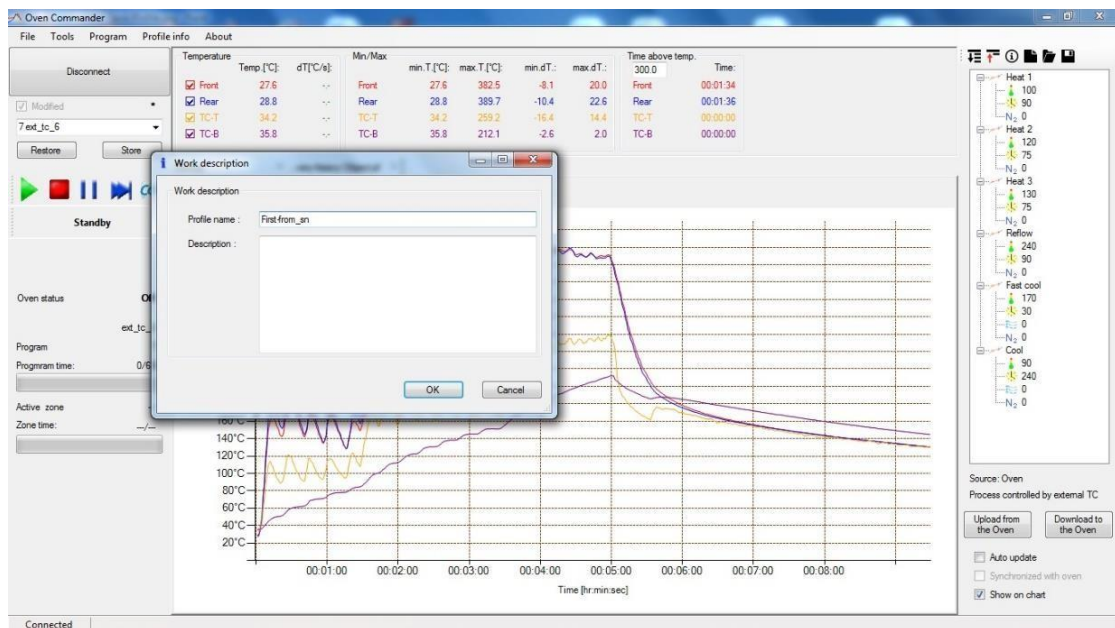 Oven Commander
File Tools Program Profile info About
Disconnect
Modified
7 ext_tc_6
Restore Store
Standby
Oven status
ext_tc_
Program
Progmram time: 0/6
Active zone
Zone time: --/--
Temperature
Temp.[°C]: dT[°C/s]:
Front 27.6 -.-
Rear 28.8 -.-
TC-T 34.2 -.-
TC-B 35.8 -.-
Min/Max
min.T.[°C]: max.T.[°C]: min.dT.: max.dT.:
Front 27.6 382.5 -8.1 20.0
Rear 28.8 389.7 -10.4 22.6
TC-T 34.2 259.2 -16.4 14.4
TC-B 35.8 212.1 -2.6 2.0
Time above temp.
300.0 Time:
Front 00:01:34
Rear 00:01:36
TC-T 00:00:00
TC-B 00:00:00
Work description
Work description
Profile name : First-from_sn
Description :
OK Cancel
160°C
140°C
120°C
100°C
80°C
60°C
40°C
20°C
00:01:00 00:02:00 00:03:00 00:04:00 00:05:00 00:06:00 00:07:00 00:08:00
Time [hr:min:sec]
Heat 1
100
90
N2 0
Heat 2
120
75
N2 0
Heat 3
130
75
N2 0
Reflow
240
90
N2 0
Fast cool
170
30
0
N2 0
Cool
90
240
0
N2 0
Source: Oven
Process controlled by external TC
Upload from the Oven
Download to the Oven
Auto update
Synchronized with oven
Show on chart
Connected